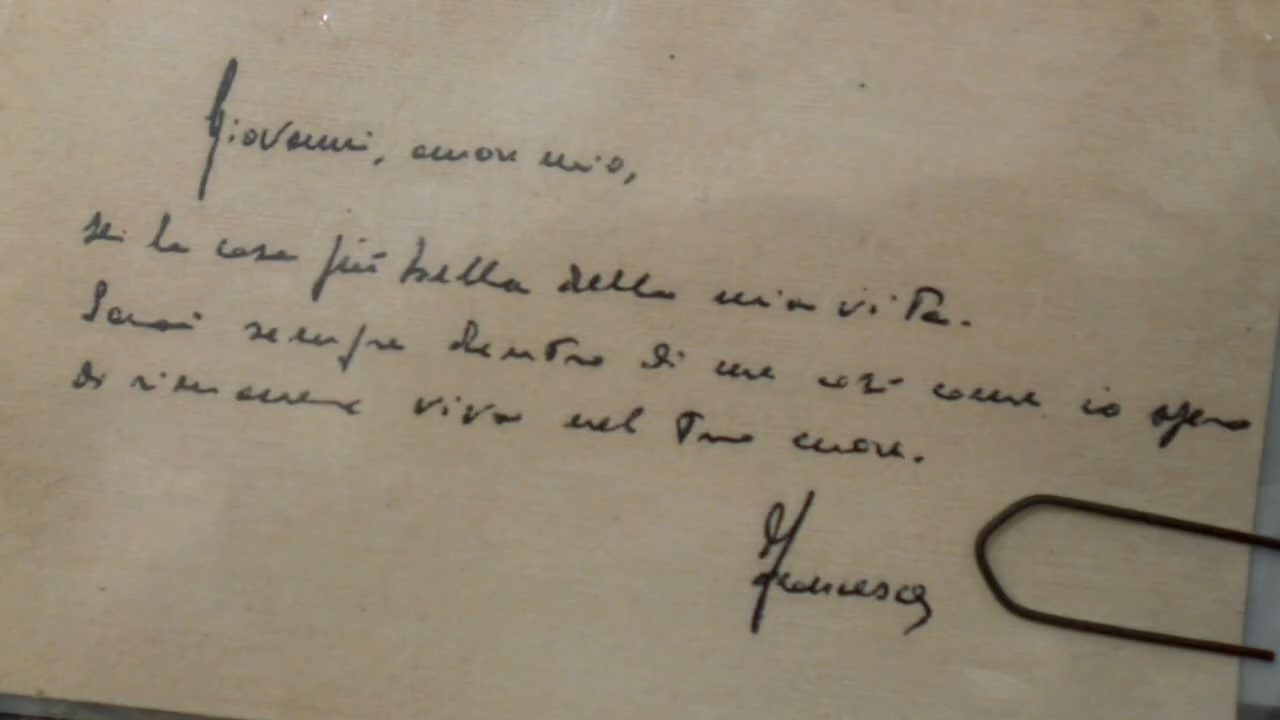 Giovanni, amore mio,
sei la cosa più bella della mia vita.
Sarai sempre dentro di me così come io spero
di rimanere viva nel tuo cuore.
Francesca